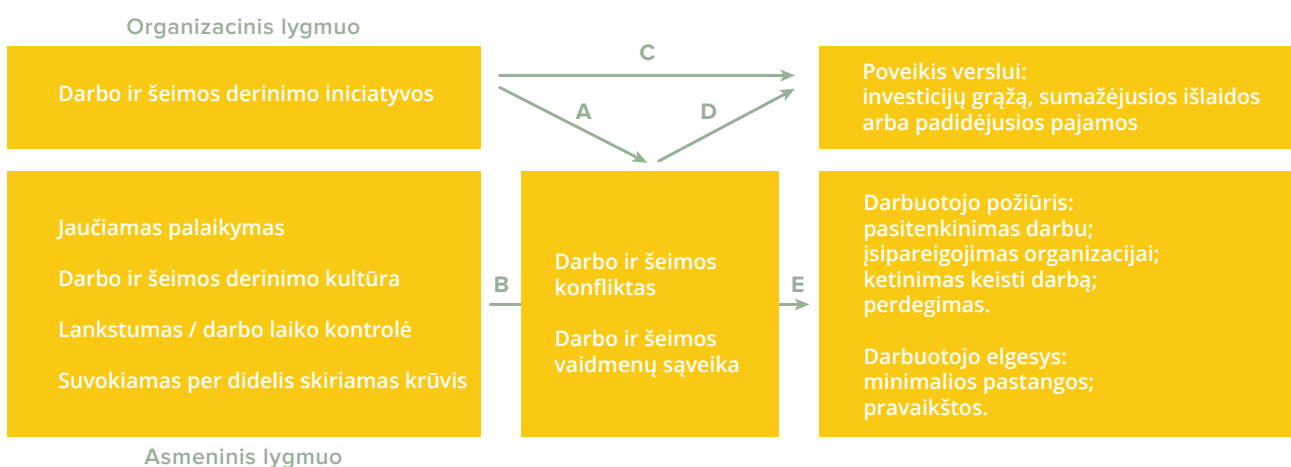 Organizacinis lygmuo
Darbo ir šeimos derinimo iniciatyvos
C
A
D
Poveikis verslui:
investicijų grąžą, sumažėjusios išlaidos
arba padidėjusios pajamos
Jaučiamas palaikymas
Darbo ir šeimos derinimo kultūra
Lankstumas / darbo laiko kontrolė
Suvokiamas per didelis skiriamas krūvis
B
Darbo ir šeimos
konfliktas
Darbo ir šeimos
vaidmenų sąveika
E
Darbuotojo požiūris:
pasitenkinimas darbu;
įsipareigojimas organizacijai;
ketinimas keisti darbą;
perdegimas.
Darbuotojo elgesys:
minimalios pastangos;
pravaikštos.
Asmeninis lygmuo